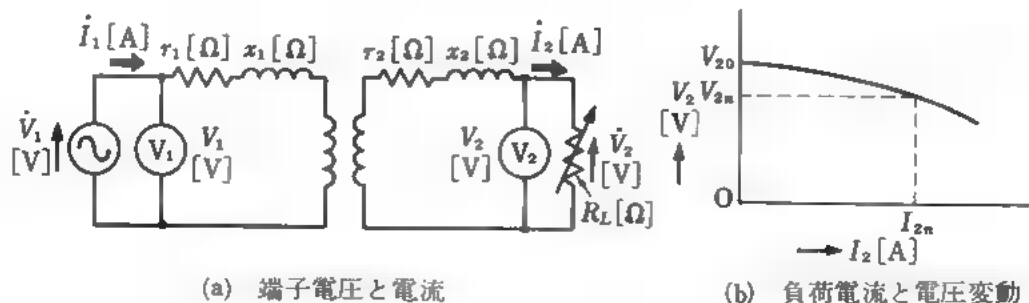 İ₁[A] r₁[Ω] x₁[Ω] r₂[Ω] x₂[Ω] İ₂[A]
V̇₁ [V]
V₁
V₁ [V]
V₂ [V]
V₂
V̇₂ [V]
R_L[Ω]
(a) 端子電圧と電流
V₂₀
V₂ V₂ₙ
[V]
O
I₂ₙ
I₂[A]
(b) 負荷電流と電圧変動